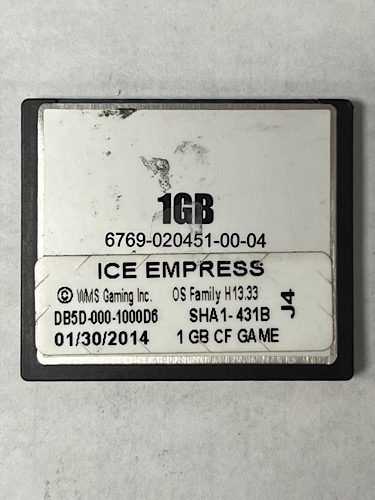 1GB
6769-020451-00-04
ICE EMPRESS
© WMS Gaming Inc. OS Family H13.33
DB5D-000-1000D6 SHA1-431B
01/30/2014 1 GB CF GAME
J4